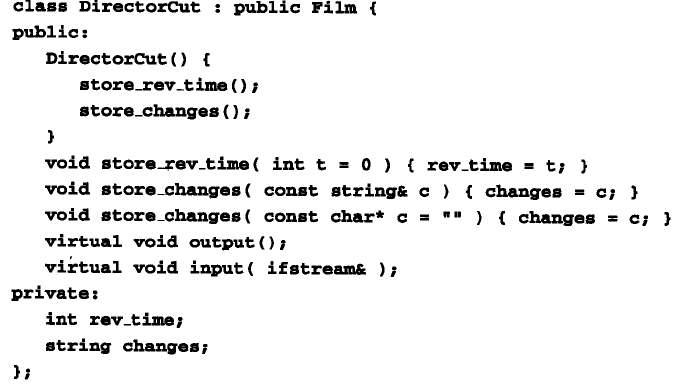 class DirectorCut : public Film {
public:
DirectorCut() {
store_rev_time();
store_changes();
}
void store_rev_time( int t = 0 ) { rev_time = t; }
void store_changes( const string& c ) { changes = c; }
void store_changes( const char* c = "" ) { changes = c; }
virtual void output();
virtual void input( ifstream& );
private:
int rev_time;
string changes;
};